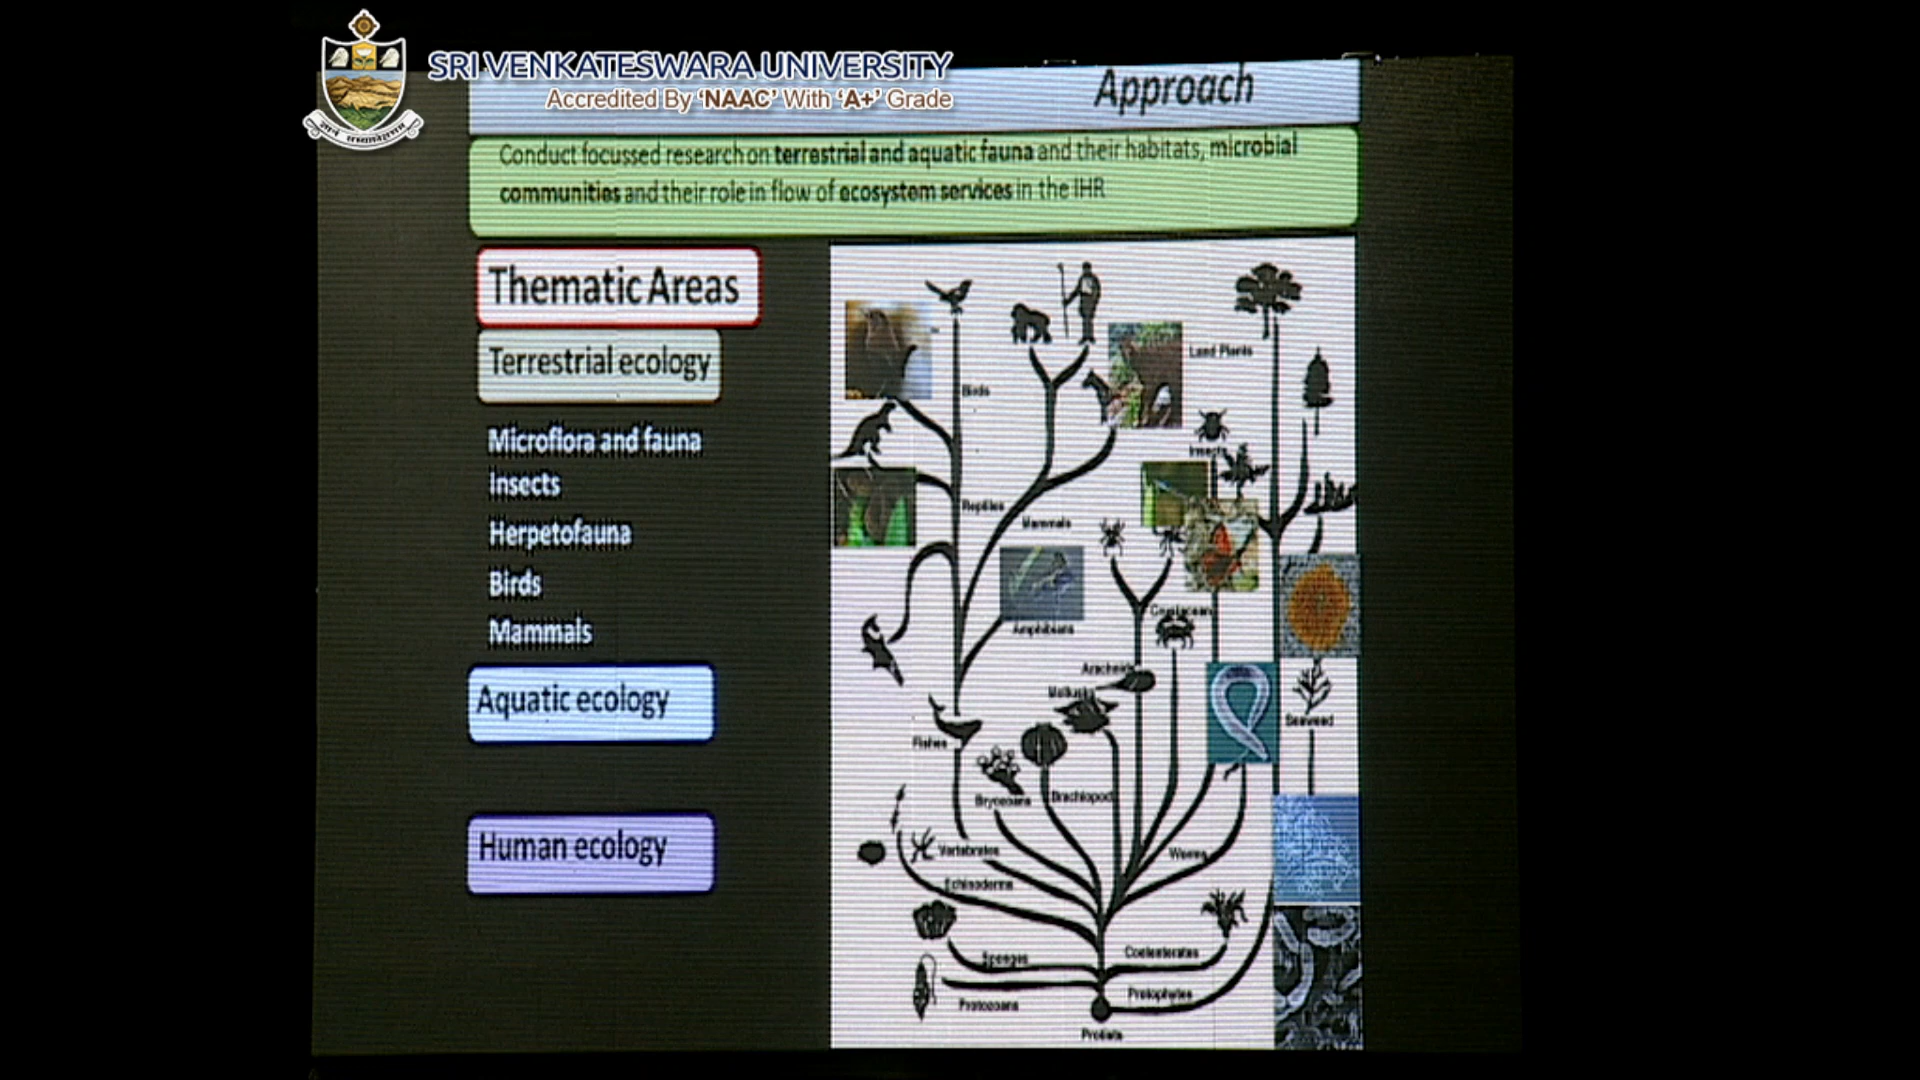 SRI VENKATESWARA UNIVERSITY
Accredited By ‘NAAC’ With ‘A+’ Grade
Approach
Conduct focussed research on terrestrial and aquatic fauna and their habitats, microbial
communities and their role in flow of ecosystem services in the IHR
Thematic Areas
Terrestrial ecology
Microflora and fauna
Insects
Herpetofauna
Birds
Mammals
Aquatic ecology
Human ecology
Land Plants
Birds
Insects
Reptiles
Mammals
Crustacean
Amphibians
Arachnids
Mollusks
Seaweed
Fishes
Bryozoans
Brachiopod
Vertebrates
Worms
Echinoderms
Sponges
Coelenterates
Protozoans
Protophytes
Protists